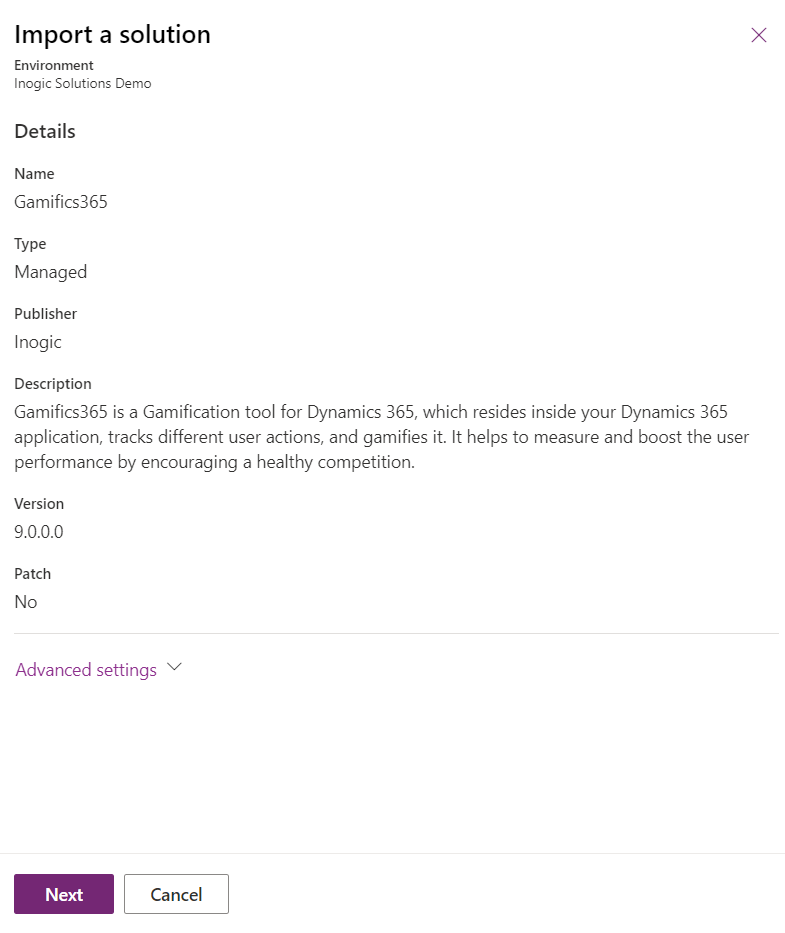 Import a solution
Environment
Inogic Solutions Demo
Details
Name
Gamifics365
Type
Managed
Publisher
Inogic
Description
Gamifics365 is a Gamification tool for Dynamics 365, which resides inside your Dynamics 365
application, tracks different user actions, and gamifies it. It helps to measure and boost the user
performance by encouraging a healthy competition.
Version
9.0.0.0
Patch
No
Advanced settings
Next Cancel